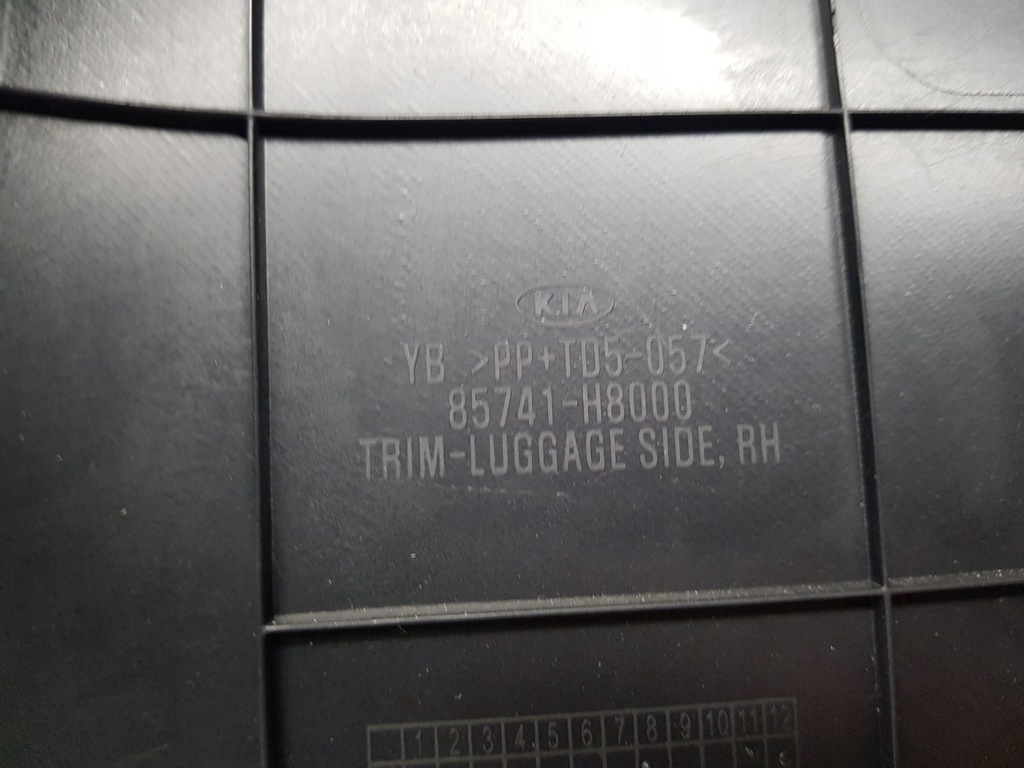 KIA
YB >PP+TD5-057<
85741-H8000
TRIM-LUGGAGE SIDE, RH
1 2 3 4 5 6 7 8 9 10 11 12